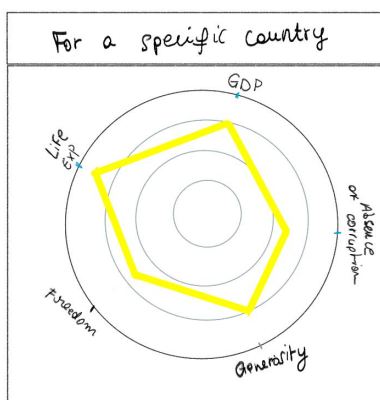 For a specific country
GDP
Life
exp
Absence
of
corruption
Freedom
Generosity